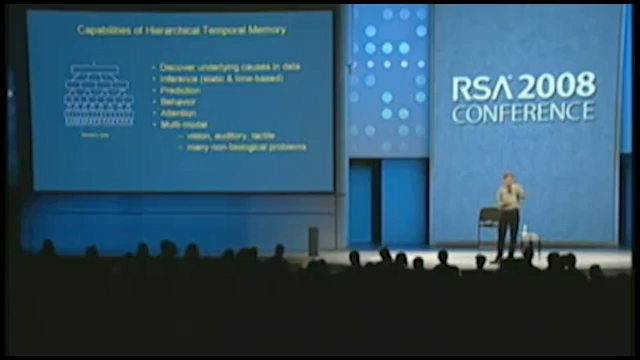 Capabilities of Hierarchical Temporal Memory
• Discover underlying causes in data
• Inference (static & time-based)
• Prediction
• Behavior
• Attention
• Multi-modal
– vision, auditory, tactile
– many non-biological problems
RSA® 2008
CONFERENCE